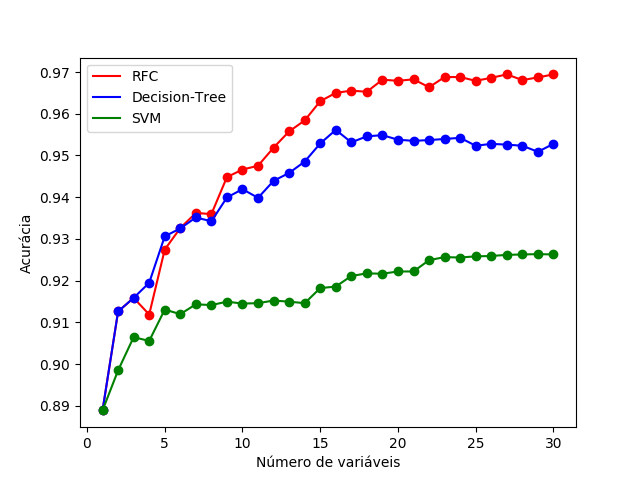 RFC
Decision-Tree
SVM
Acurácia
0.97
0.96
0.95
0.94
0.93
0.92
0.91
0.90
0.89
0 5 10 15 20 25 30
Número de variáveis